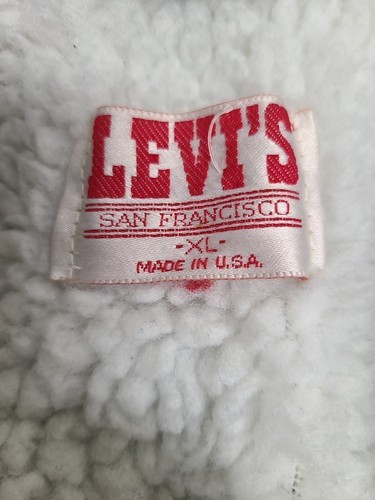 LEVI'S
SAN FRANCISCO
-XL-
MADE IN U.S.A.